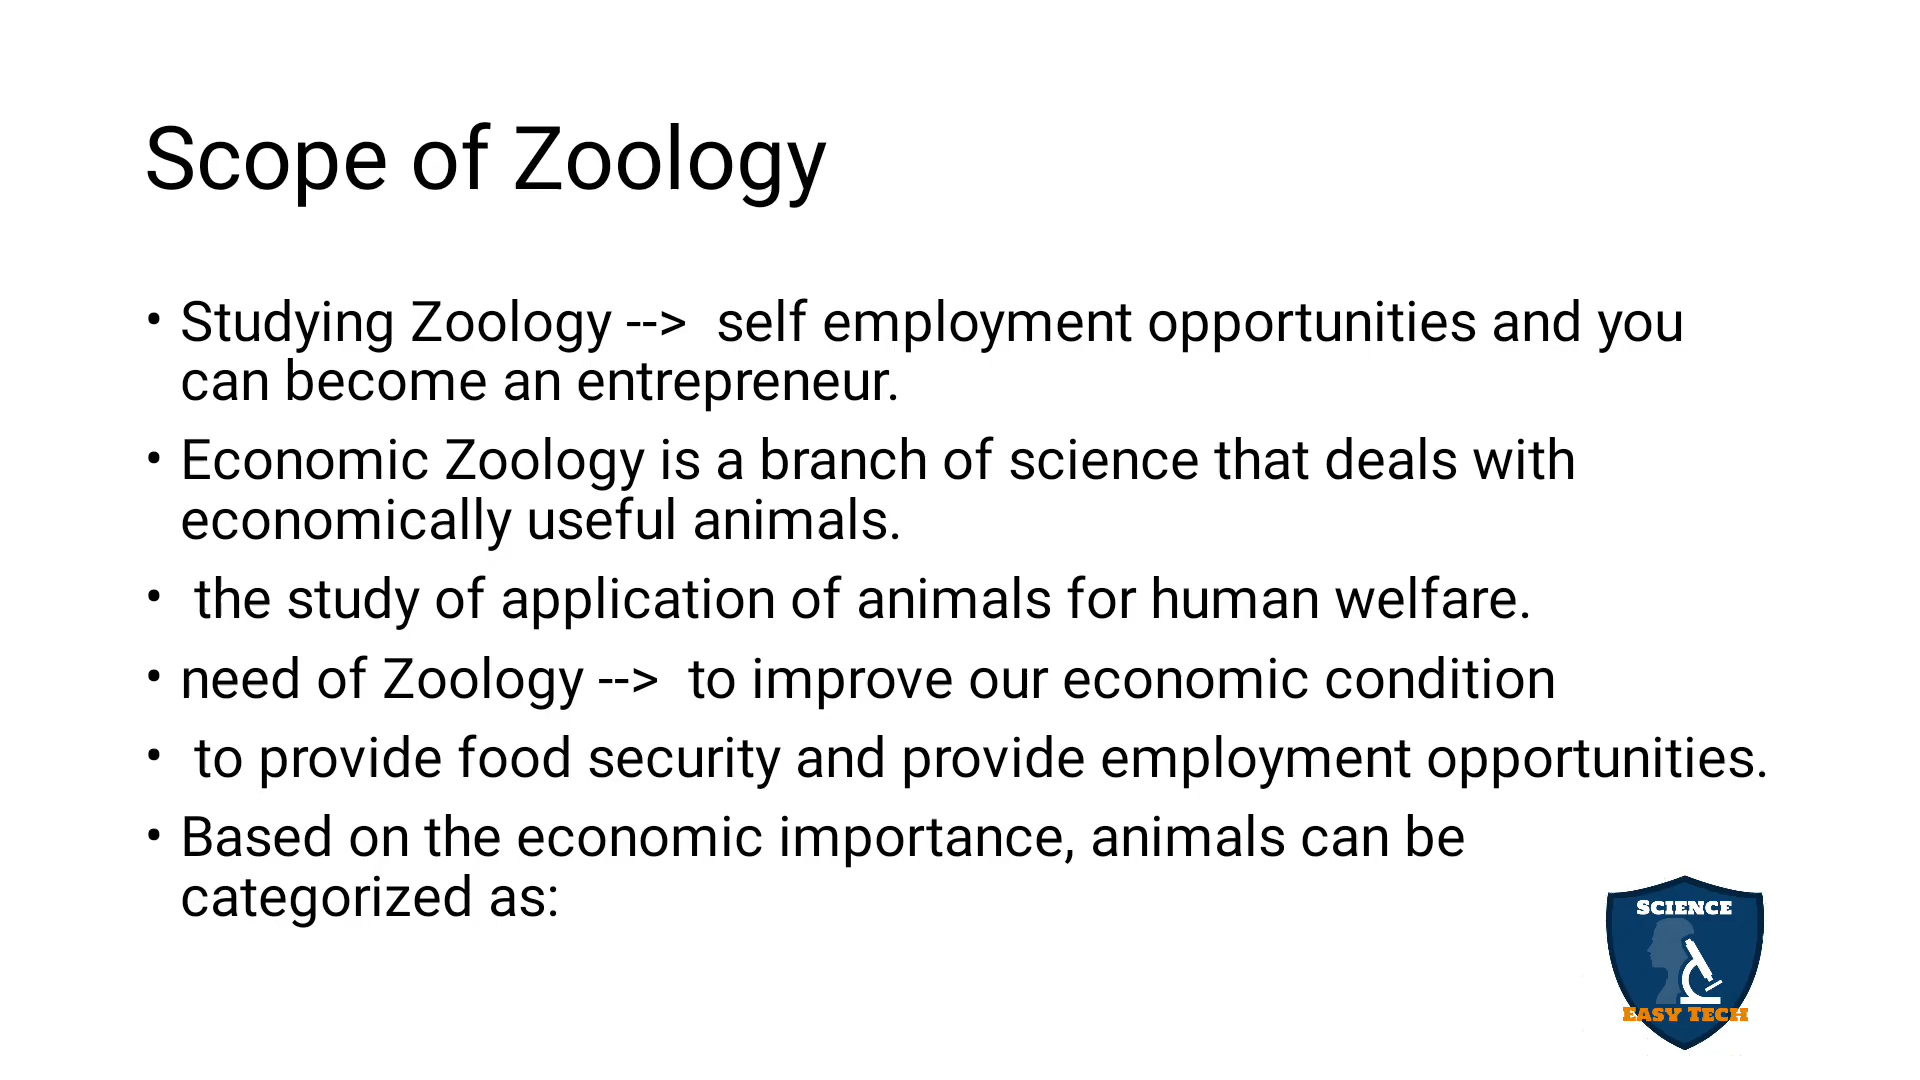 Scope of Zoology
• Studying Zoology -->  self employment opportunities and you
can become an entrepreneur.
• Economic Zoology is a branch of science that deals with
economically useful animals.
•  the study of application of animals for human welfare.
• need of Zoology -->  to improve our economic condition
•  to provide food security and provide employment opportunities.
• Based on the economic importance, animals can be
categorized as:
SCIENCE
EASY TECH